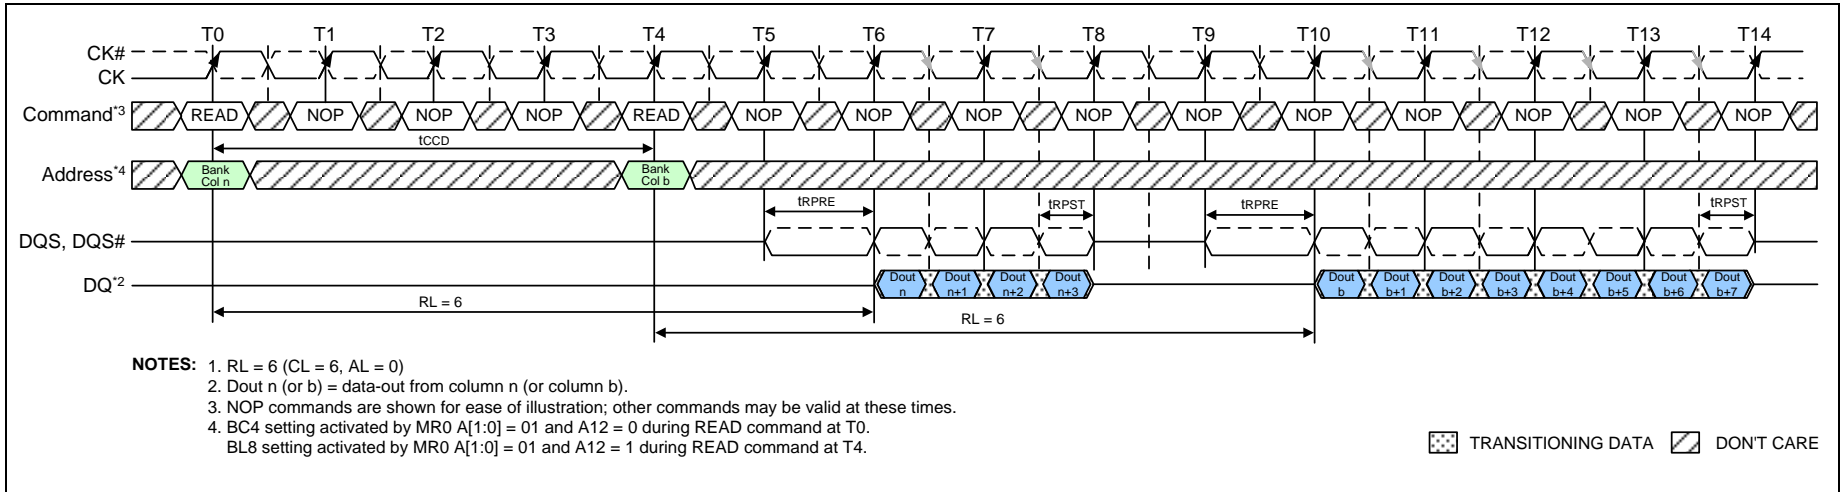 T0 T1 T2 T3 T4 T5 T6 T7 T8 T9 T10 T11 T12 T13 T14
CK#
CK
Command*3 READ NOP NOP NOP READ NOP NOP NOP NOP NOP NOP NOP NOP NOP NOP
tCCD
Address*4 Bank Col n Bank Col b
tRPRE tRPST tRPRE tRPST
DQS, DQS#
DQ*2 Dout n Dout n+1 Dout n+2 Dout n+3 Dout b Dout b+1 Dout b+2 Dout b+3 Dout b+4 Dout b+5 Dout b+6 Dout b+7
RL = 6
RL = 6
NOTES: 1. RL = 6 (CL = 6, AL = 0)
2. Dout n (or b) = data-out from column n (or column b).
3. NOP commands are shown for ease of illustration; other commands may be valid at these times.
4. BC4 setting activated by MR0 A[1:0] = 01 and A12 = 0 during READ command at T0.
BL8 setting activated by MR0 A[1:0] = 01 and A12 = 1 during READ command at T4.
TRANSITIONING DATA DON'T CARE